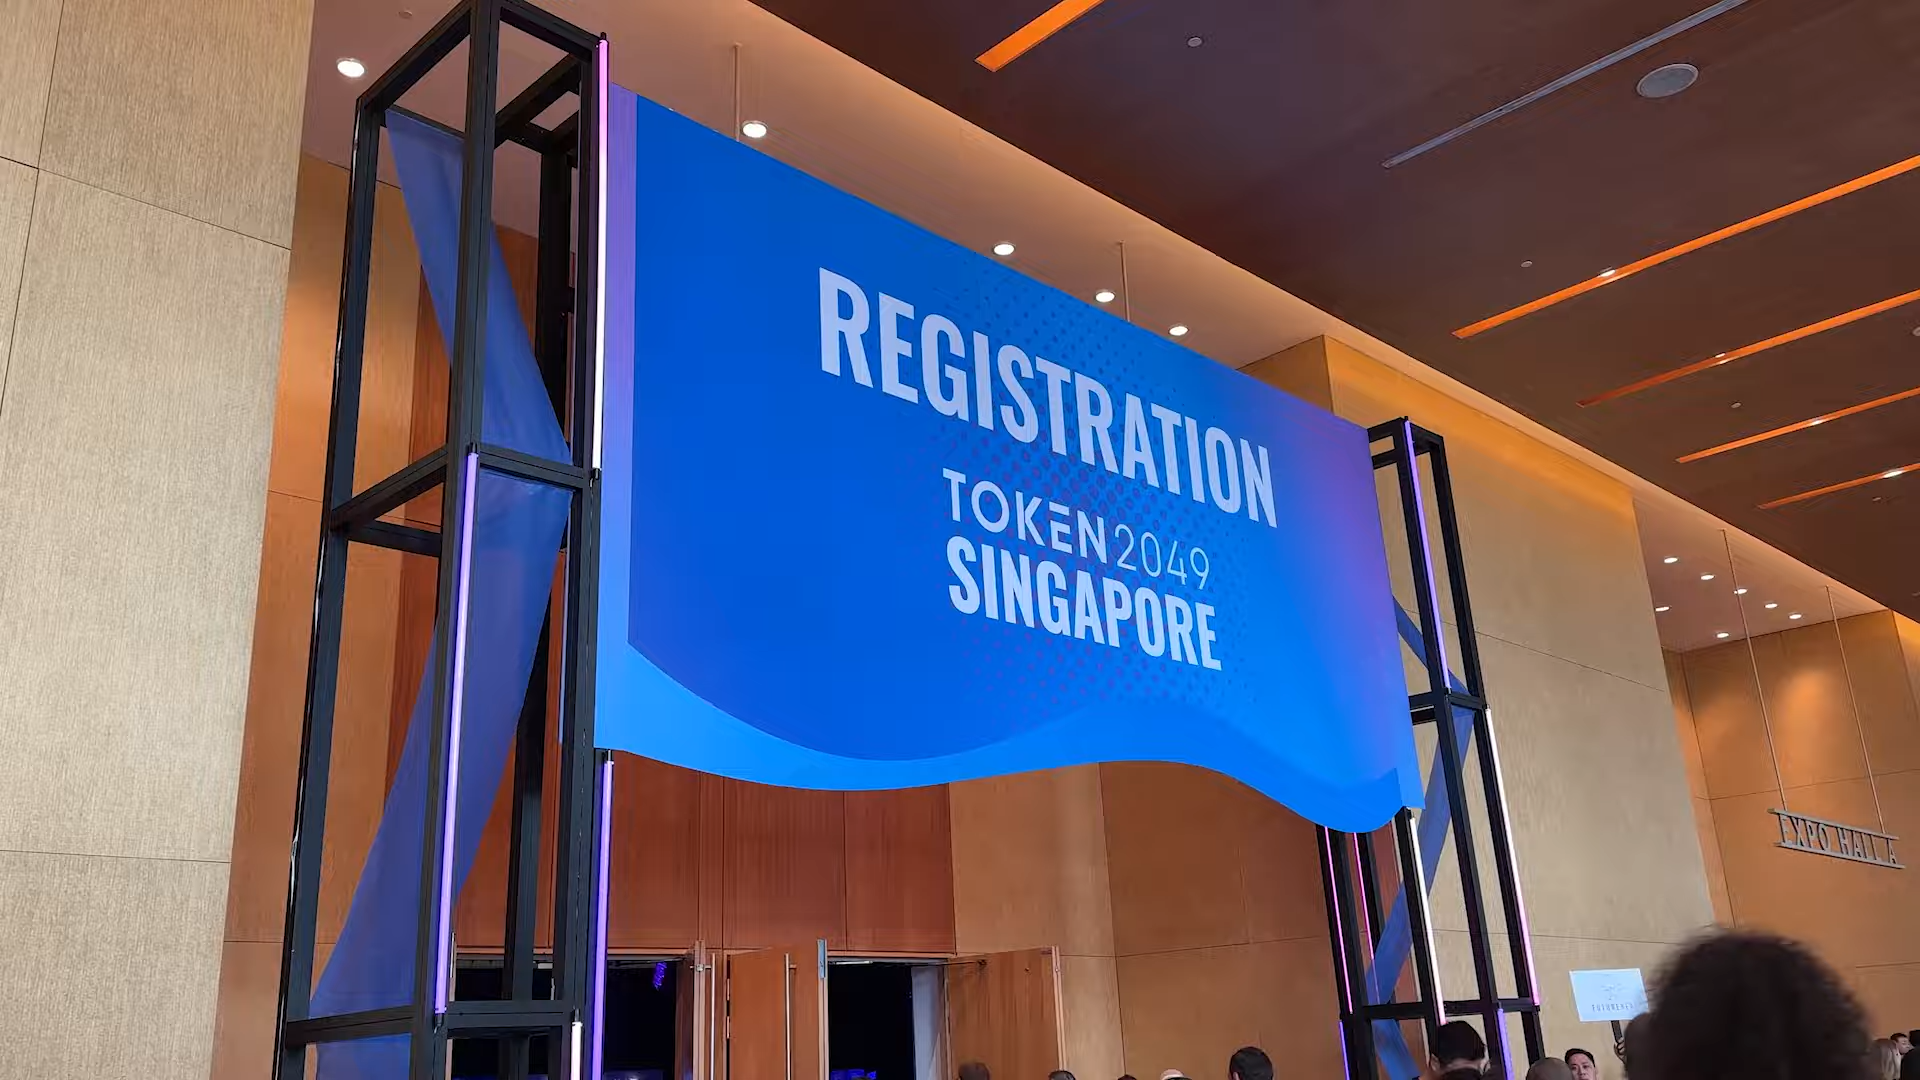 REGISTRATION
TOKEN2049
SINGAPORE
EXPO HALL A